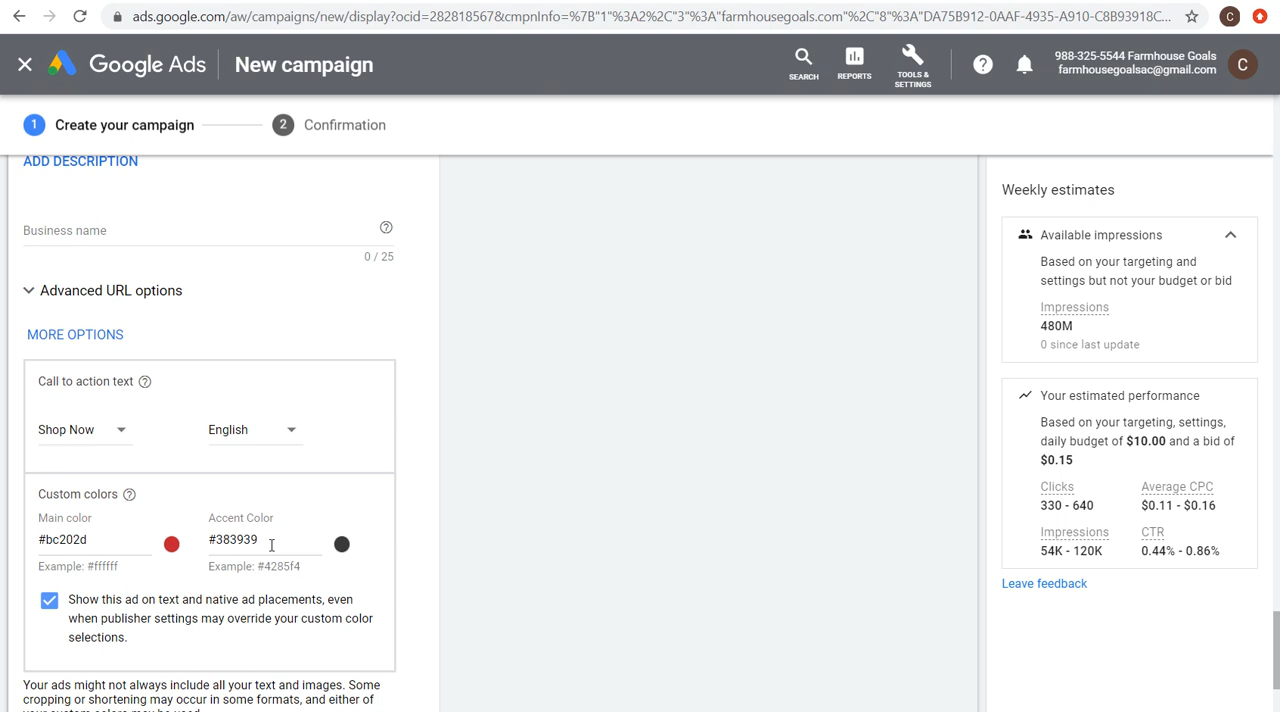 ads.google.com/aw/campaigns/new/display?ocid=282818567&cmpnInfo=%7B"1"%3A2%2C"3"%3A"farmhousegoals.com"%2C"8"%3A"DA75B912-0AAF-4935-A910-C8B93918C...
C
Google Ads
New campaign
SEARCH
REPORTS
TOOLS &
SETTINGS
988-325-5544 Farmhouse Goals
farmhousegoalsac@gmail.com
C
1 Create your campaign
2 Confirmation
ADD DESCRIPTION
Business name
0 / 25
Advanced URL options
MORE OPTIONS
Call to action text
Shop Now
English
Custom colors
Main color
Accent Color
#bc202d
#383939
Example: #ffffff
Example: #4285f4
Show this ad on text and native ad placements, even
when publisher settings may override your custom color
selections.
Your ads might not always include all your text and images. Some
cropping or shortening may occur in some formats, and either of
your custom colors may be used.
Weekly estimates
Available impressions
Based on your targeting and
settings but not your budget or bid
Impressions
480M
0 since last update
Your estimated performance
Based on your targeting, settings,
daily budget of $10.00 and a bid of
$0.15
Clicks
Average CPC
330 - 640
$0.11 - $0.16
Impressions
CTR
54K - 120K
0.44% - 0.86%
Leave feedback